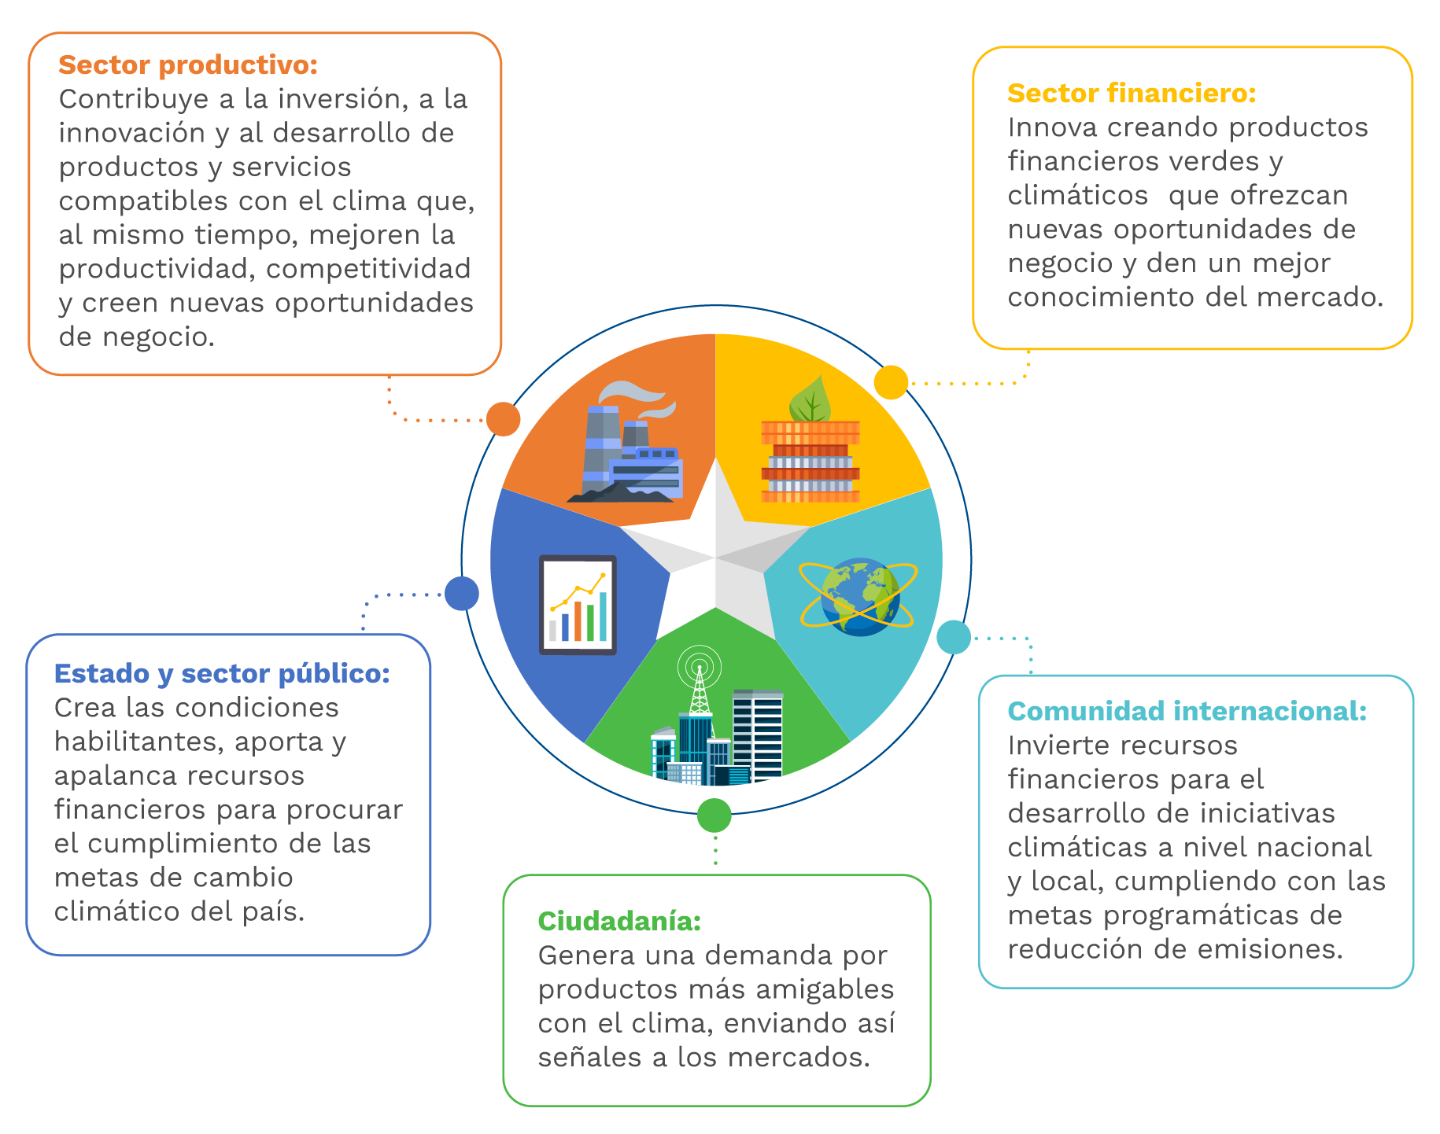 Sector productivo:
Contribuye a la inversión, a la
innovación y al desarrollo de
productos y servicios
compatibles con el clima que,
al mismo tiempo, mejoren la
productividad, competitividad
y creen nuevas oportunidades
de negocio.
Sector financiero:
Innova creando productos
financieros verdes y
climáticos que ofrezcan
nuevas oportunidades de
negocio y den un mejor
conocimiento del mercado.
Estado y sector público:
Crea las condiciones
habilitantes, aporta y
apalanca recursos
financieros para procurar
el cumplimiento de las
metas de cambio
climático del país.
Comunidad internacional:
Invierte recursos
financieros para el
desarrollo de iniciativas
climáticas a nivel nacional
y local, cumpliendo con las
metas programáticas de
reducción de emisiones.
Ciudadanía:
Genera una demanda por
productos más amigables
con el clima, enviando así
señales a los mercados.